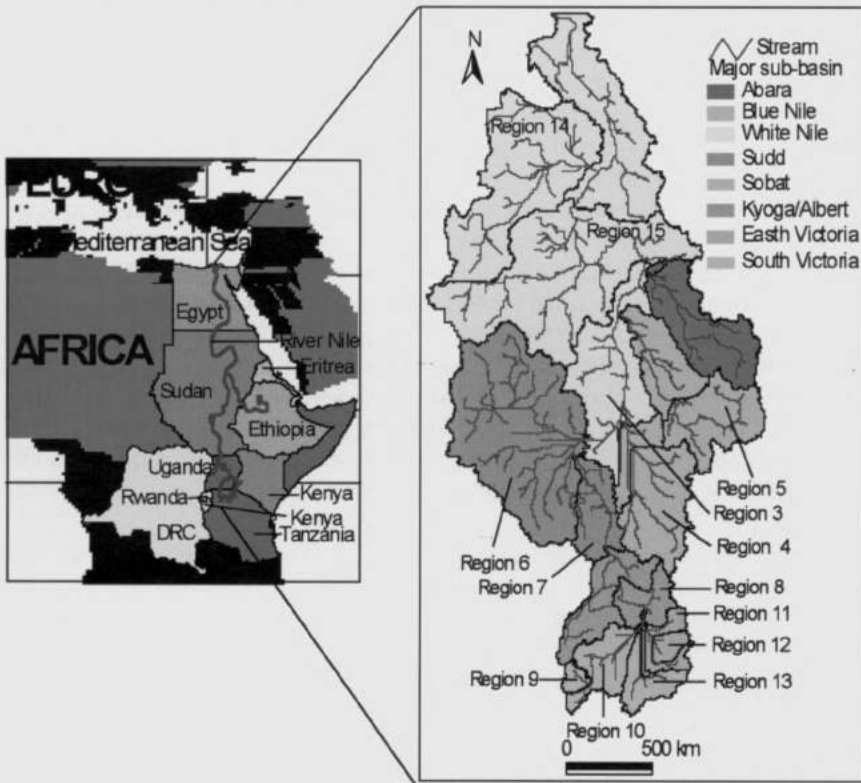 Mediterranean Sea
Egypt
AFRICA
River Nile
Eritrea
Sudan
Ethiopia
Uganda
Rwanda
Kenya
Kenya
DRC
Tanzania
N
Stream
Major sub-basin
Abara
Blue Nile
White Nile
Sudd
Sobat
Kyoga/Albert
Easth Victoria
South Victoria
Region 14
Region 15
Region 5
Region 3
Region 4
Region 6
Region 7
Region 8
Region 11
Region 12
Region 9
Region 13
Region 10
0 500 km